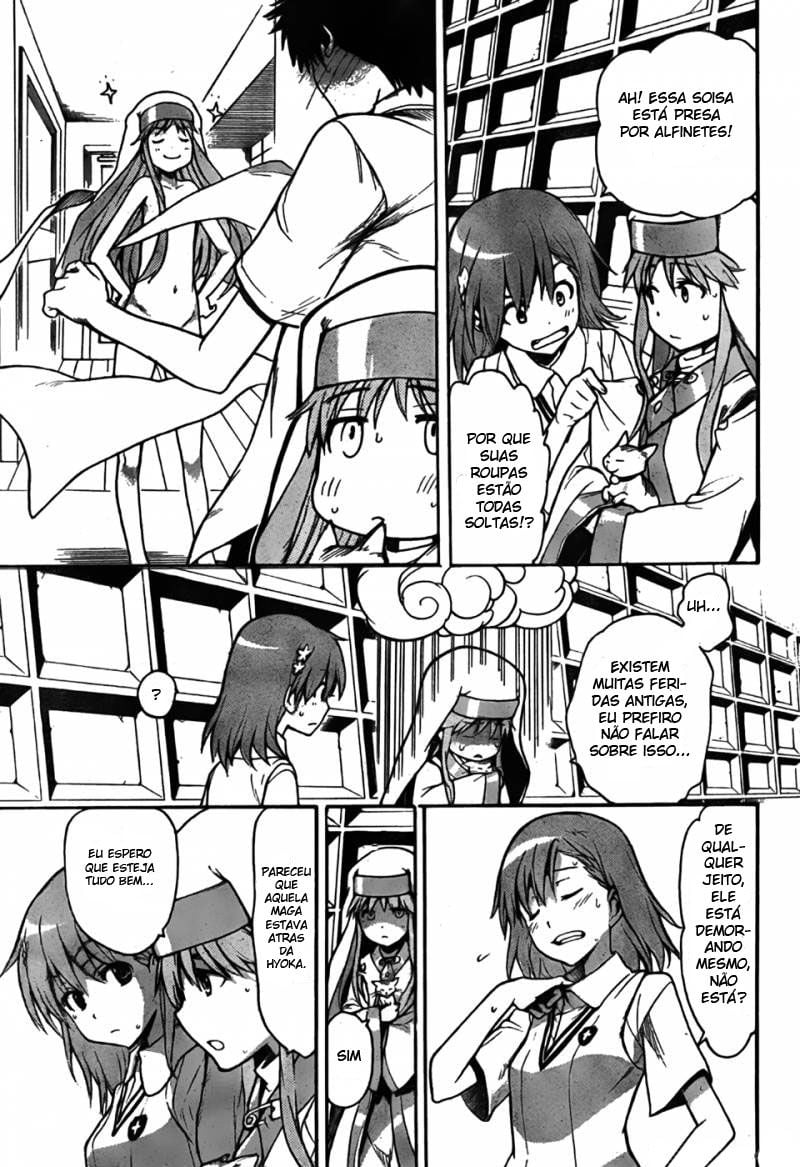 AH! ESSA SOISA
ESTÁ PRESA
POR ALFINETES!
POR QUE
SUAS
ROUPAS
ESTÃO
TODAS
SOLTAS!?
UH...
EXISTEM
MUITAS FERI-
DAS ANTIGAS,
EU PREFIRO
NÃO FALAR
SOBRE ISSO...
?
DE
QUAL-
QUER
JEITO,
ELE
ESTÁ
DEMOR-
ANDO
MESMO,
NÃO
ESTÁ?
SIM
PARECEU
QUE
AQUELA
MAGA
ESTAVA
ATRAS
DA
HYOKA.
EU ESPERO
QUE ESTEJA
TUDO BEM...